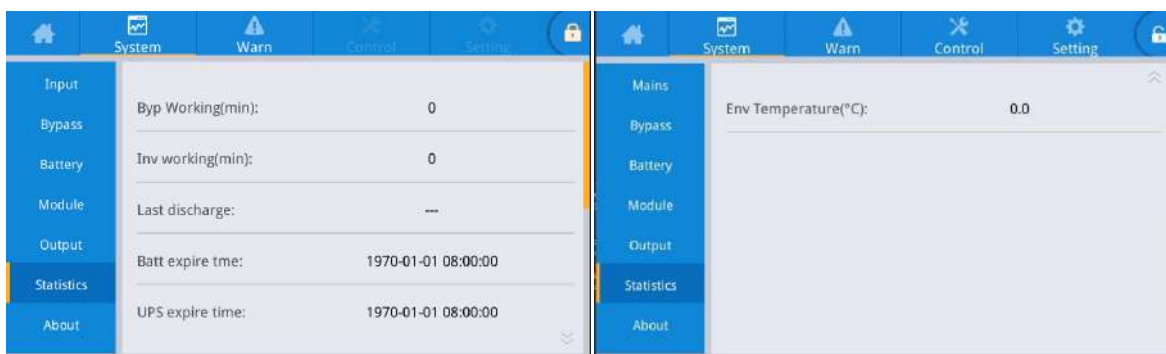 System Warn Control Setting
Input
Bypass
Battery
Module
Output
Statistics
About
Byp Working(min): 0
Inv working(min): 0
Last discharge: ---
Batt expire tme: 1970-01-01 08:00:00
UPS expire time: 1970-01-01 08:00:00
System Warn Control Setting
Mains
Bypass
Battery
Module
Output
Statistics
About
Env Temperature(°C): 0.0